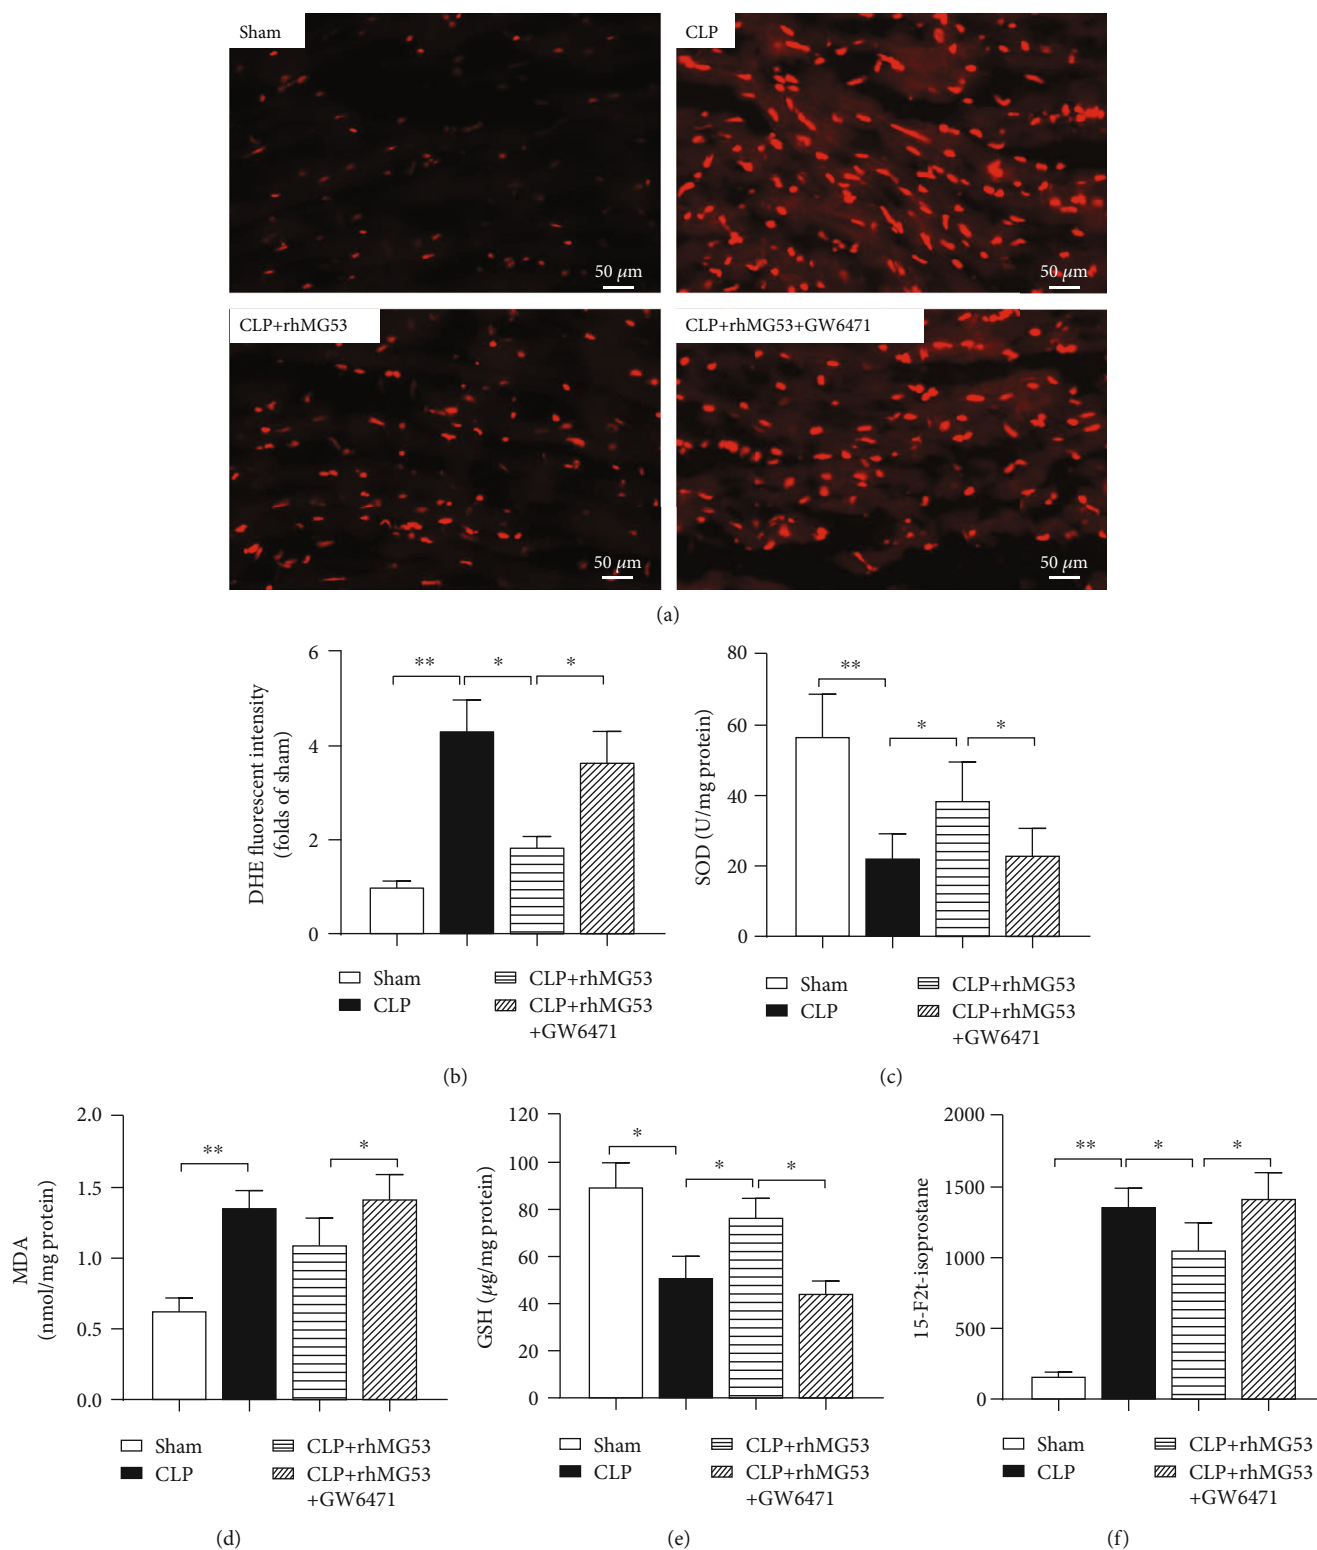 Sham
CLP
50 μm
50 μm
CLP+rhMG53
CLP+rhMG53+GW6471
50 μm
50 μm
(a)
DHE fluorescent intensity
(folds of sham)
6
4
2
0
**
*
*
Sham
CLP
CLP+rhMG53
CLP+rhMG53
+GW6471
(b)
SOD (U/mg protein)
80
60
40
20
0
**
*
*
Sham
CLP
CLP+rhMG53
CLP+rhMG53
+GW6471
(c)
MDA
(nmol/mg protein)
2.0
1.5
1.0
0.5
0.0
**
*
Sham
CLP
CLP+rhMG53
CLP+rhMG53
+GW6471
(d)
GSH (μg/mg protein)
120
100
80
60
40
20
0
*
*
*
Sham
CLP
CLP+rhMG53
CLP+rhMG53
+GW6471
(e)
15-F2t-isoprostane
2000
1500
1000
500
0
**
*
*
Sham
CLP
CLP+rhMG53
CLP+rhMG53
+GW6471
(f)